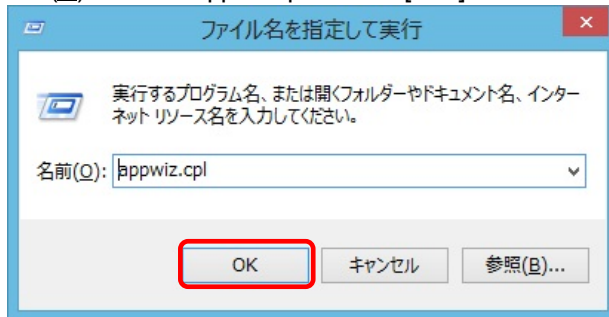 ファイル名を指定して実行
実行するプログラム名、または開くフォルダーやドキュメント名、インター
ネット リソース名を入力してください。
名前(O): appwiz.cpl
OK キャンセル 参照(B)...